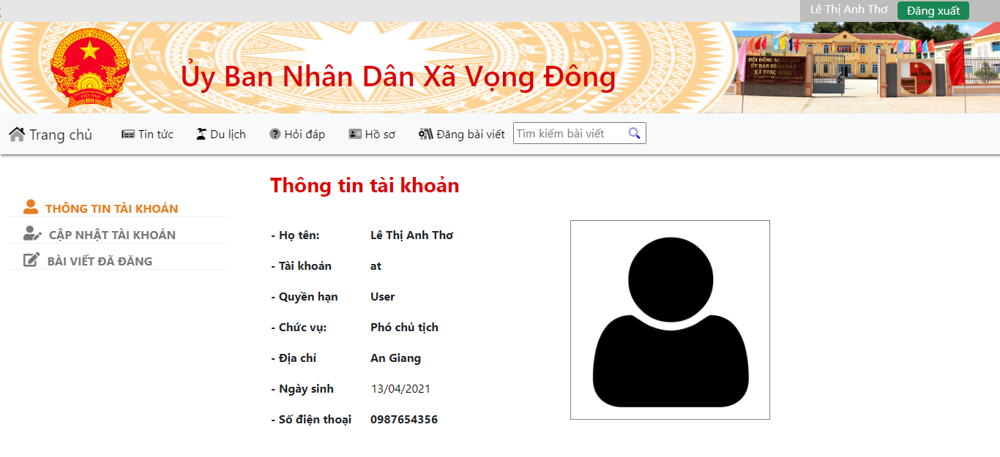 Lê Thị Anh Thơ Đăng xuất
Ủy Ban Nhân Dân Xã Vọng Đông
HỘI ĐỒNG NHÂN DÂN
ỦY BAN NHÂN DÂN
XÃ VỌNG ĐÔNG
VIỆT NAM
Trang chủ Tin tức Du lịch Hỏi đáp Hồ sơ Đăng bài viết Tìm kiếm bài viết
Thông tin tài khoản
THÔNG TIN TÀI KHOẢN
CẬP NHẬT TÀI KHOẢN
BÀI VIẾT ĐÃ ĐĂNG
- Họ tên: Lê Thị Anh Thơ
- Tài khoản at
- Quyền hạn User
- Chức vụ: Phó chủ tịch
- Địa chỉ An Giang
- Ngày sinh 13/04/2021
- Số điện thoại 0987654356